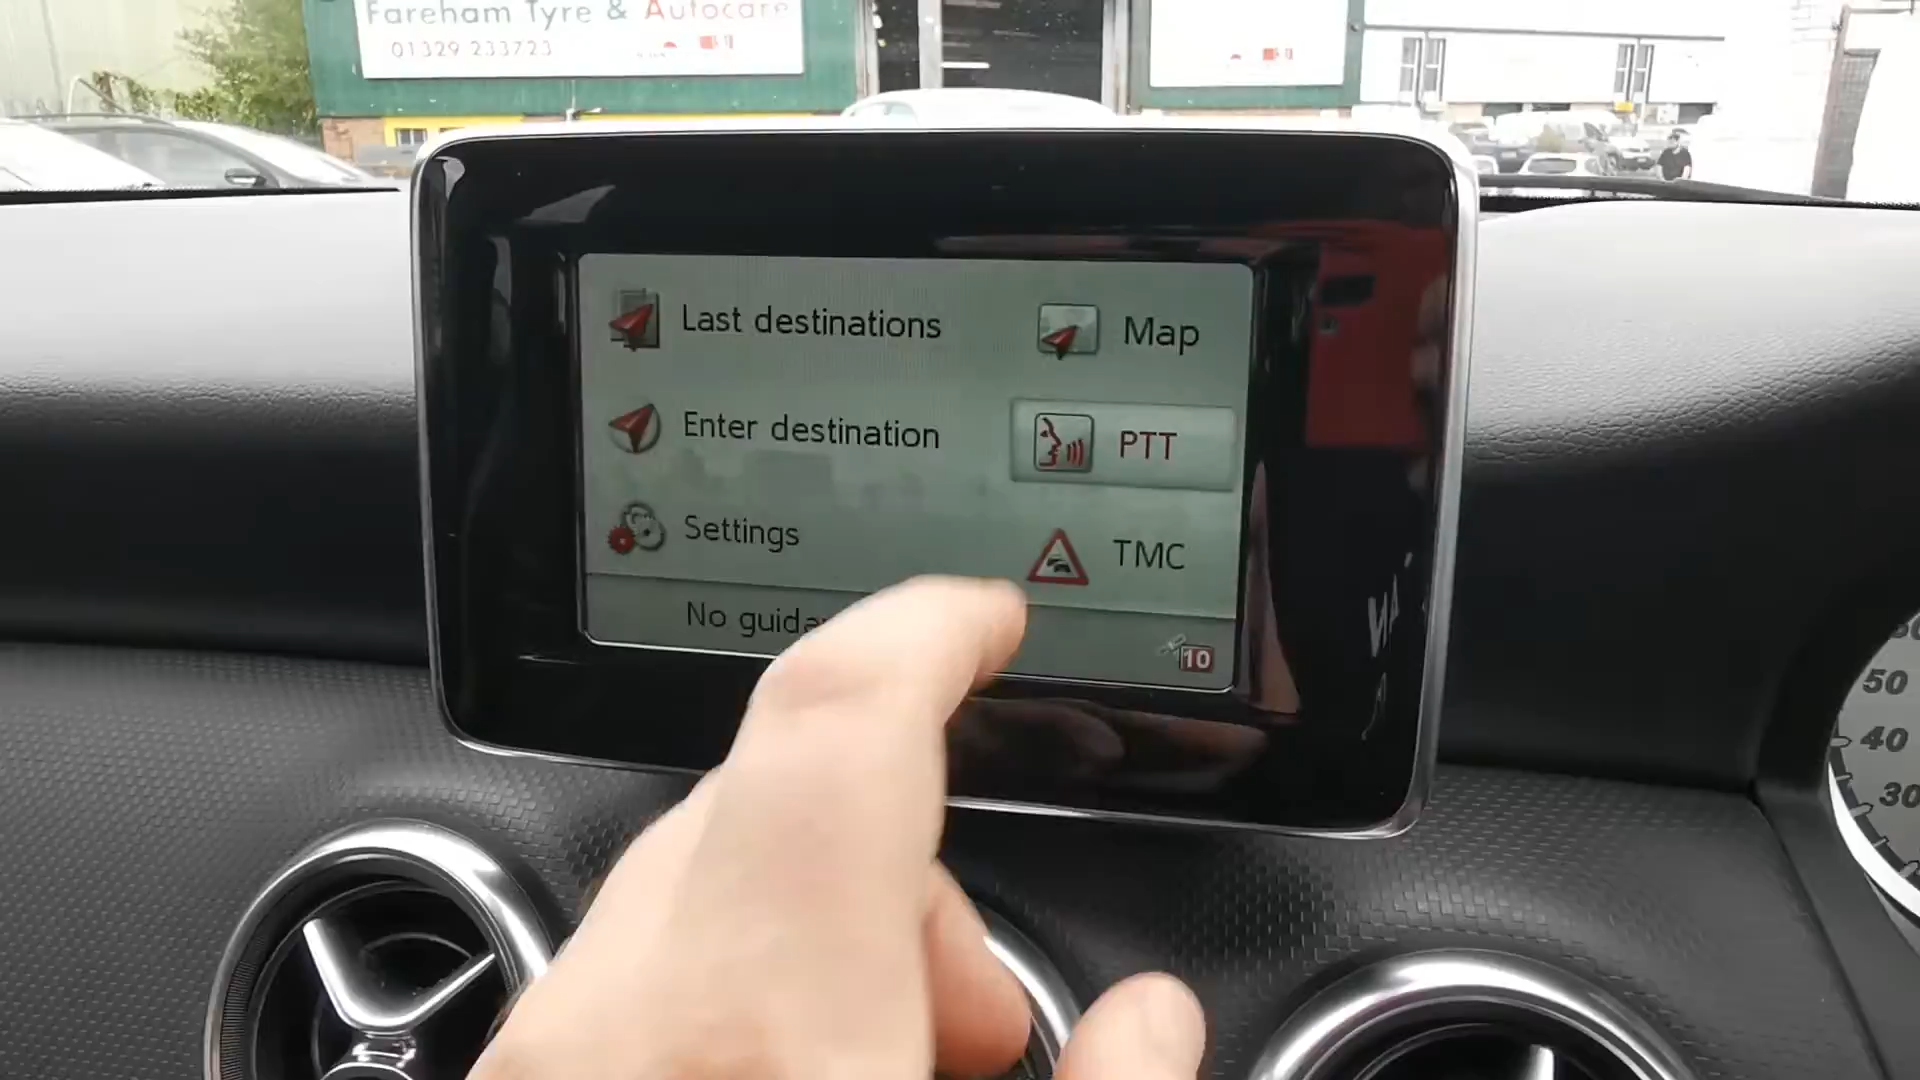 Fareham Tyre & Autocare
01329 233723
Last destinations
Map
Enter destination
PTT
Settings
TMC
No guida
10
50
40
30